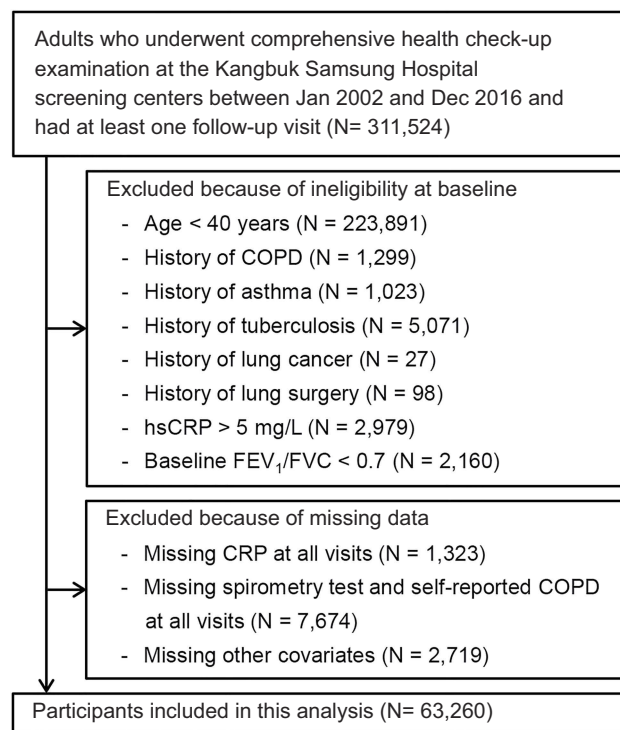 Adults who underwent comprehensive health check-up
examination at the Kangbuk Samsung Hospital
screening centers between Jan 2002 and Dec 2016 and
had at least one follow-up visit (N= 311,524)
Excluded because of ineligibility at baseline
- Age < 40 years (N = 223,891)
- History of COPD (N = 1,299)
- History of asthma (N = 1,023)
- History of tuberculosis (N = 5,071)
- History of lung cancer (N = 27)
- History of lung surgery (N = 98)
- hsCRP > 5 mg/L (N = 2,979)
- Baseline FEV₁/FVC < 0.7 (N = 2,160)
Excluded because of missing data
- Missing CRP at all visits (N = 1,323)
- Missing spirometry test and self-reported COPD
at all visits (N = 7,674)
- Missing other covariates (N = 2,719)
Participants included in this analysis (N= 63,260)